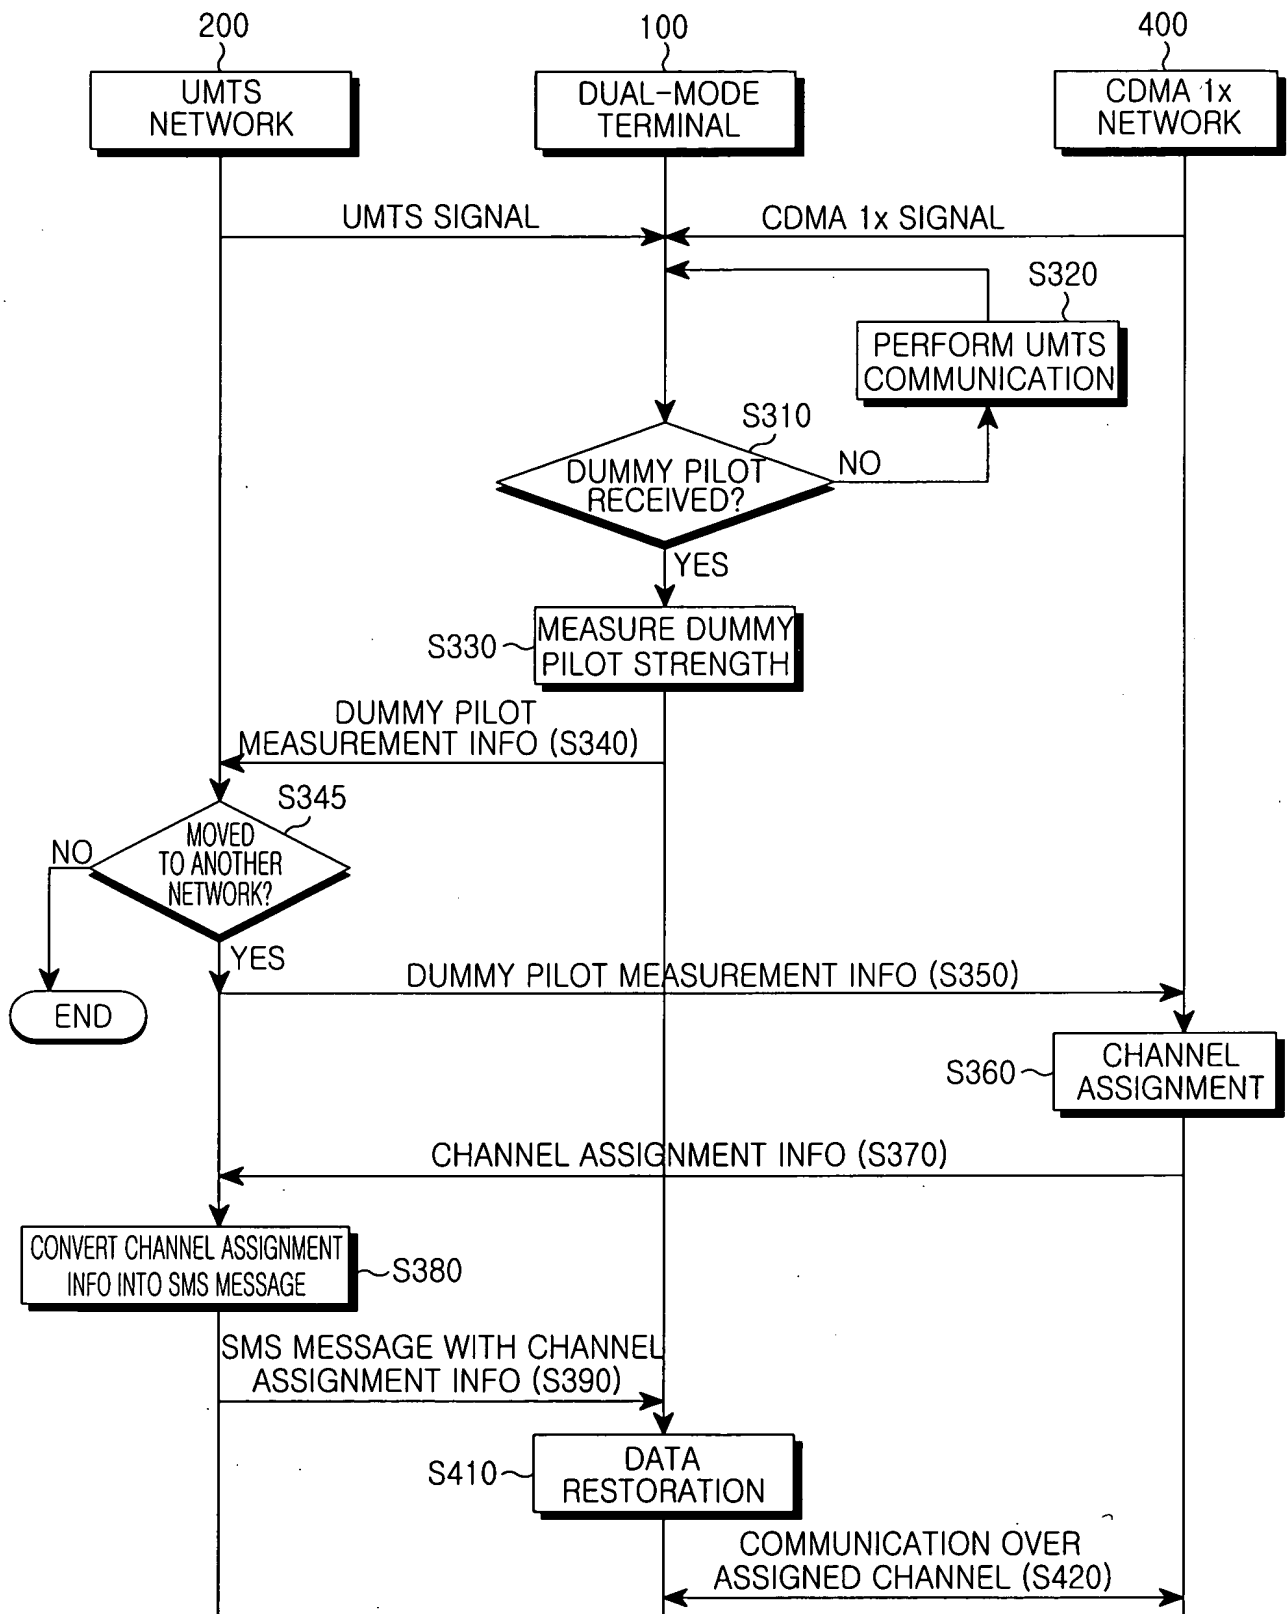 200
100
400
UMTS
NETWORK
DUAL-MODE
TERMINAL
CDMA 1x
NETWORK
UMTS SIGNAL
CDMA 1x SIGNAL
S320
PERFORM UMTS
COMMUNICATION
S310
DUMMY PILOT
RECEIVED?
NO
YES
S330
MEASURE DUMMY
PILOT STRENGTH
DUMMY PILOT
MEASUREMENT INFO (S340)
S345
MOVED
TO ANOTHER
NETWORK?
NO
YES
END
DUMMY PILOT MEASUREMENT INFO (S350)
S360
CHANNEL
ASSIGNMENT
CHANNEL ASSIGNMENT INFO (S370)
CONVERT CHANNEL ASSIGNMENT
INFO INTO SMS MESSAGE
S380
SMS MESSAGE WITH CHANNEL
ASSIGNMENT INFO (S390)
S410
DATA
RESTORATION
COMMUNICATION OVER
ASSIGNED CHANNEL (S420)